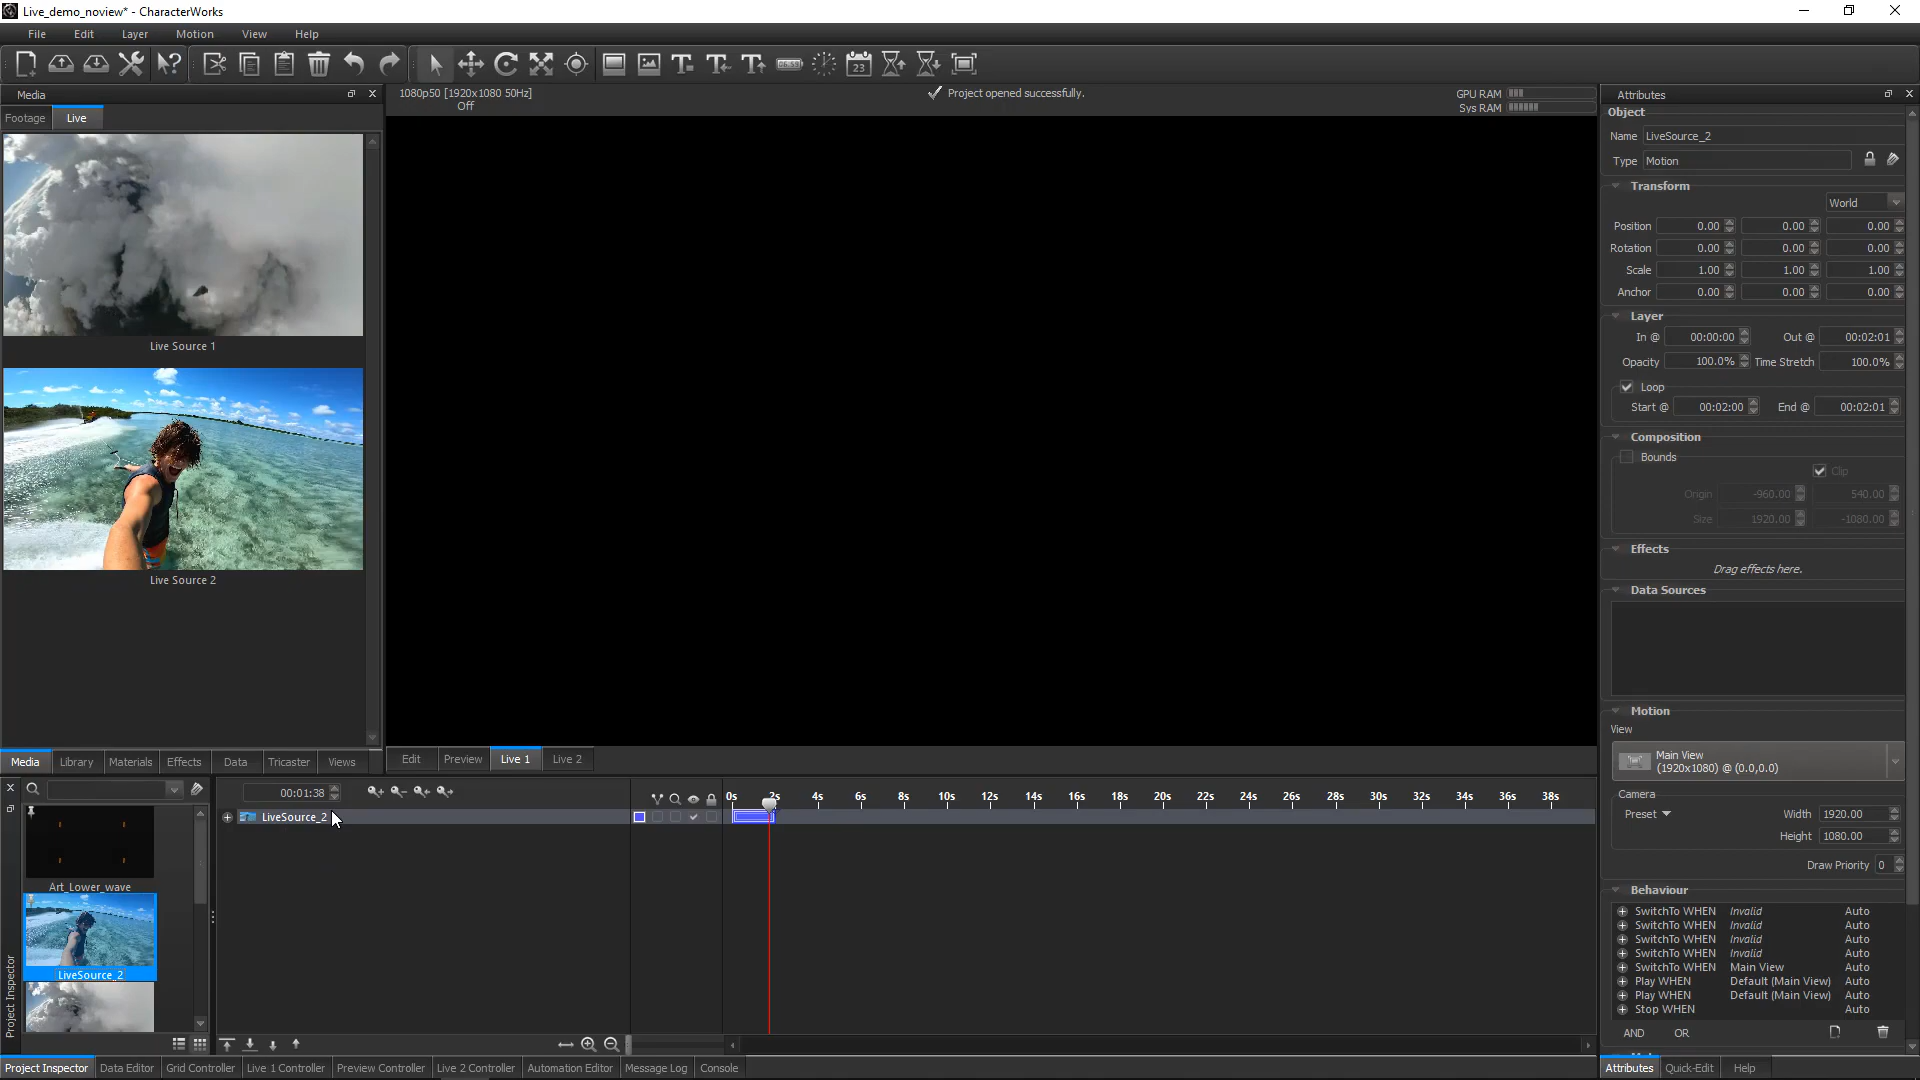 Live_demo_noview* - CharacterWorks
File Edit Layer Motion View Help
Media
Footage Live
Live Source 1
Live Source 2
1080p50 [1920x1080 50Hz]
Off
Project opened successfully.
GPU RAM
Sys RAM
Attributes
Object
Name LiveSource_2
Type Motion
Transform
World
Position 0.00 0.00 0.00
Rotation 0.00 0.00 0.00
Scale 1.00 1.00 1.00
Anchor 0.00 0.00 0.00
Layer
In @ 00:00:00 Out @ 00:02:01
Opacity 100.0% Time Stretch 100.0%
Loop
Start @ 00:02:00 End @ 00:02:01
Composition
Bounds
Clip
Origin -960.00 540.00
Size 1920.00 -1080.00
Effects
Drag effects here.
Data Sources
Motion
View
Main View
(1920x1080) @ (0.0,0.0)
Camera
Preset Width 1920.00
Height 1080.00
Draw Priority 0
Behaviour
SwitchTo WHEN Invalid Auto
SwitchTo WHEN Invalid Auto
SwitchTo WHEN Invalid Auto
SwitchTo WHEN Invalid Auto
SwitchTo WHEN Main View Auto
Play WHEN Default (Main View) Auto
Play WHEN Default (Main View) Auto
Stop WHEN Auto
AND OR
Attributes Quick-Edit Help
Media Library Materials Effects Data Tricaster Views
Edit Preview Live 1 Live 2
Project Inspector
Art_Lower_wave
LiveSource_2
00:01:38
LiveSource_2
0s 2s 4s 6s 8s 10s 12s 14s 16s 18s 20s 22s 24s 26s 28s 30s 32s 34s 36s 38s
Project Inspector Data Editor Grid Controller Live 1 Controller Preview Controller Live 2 Controller Automation Editor Message Log Console